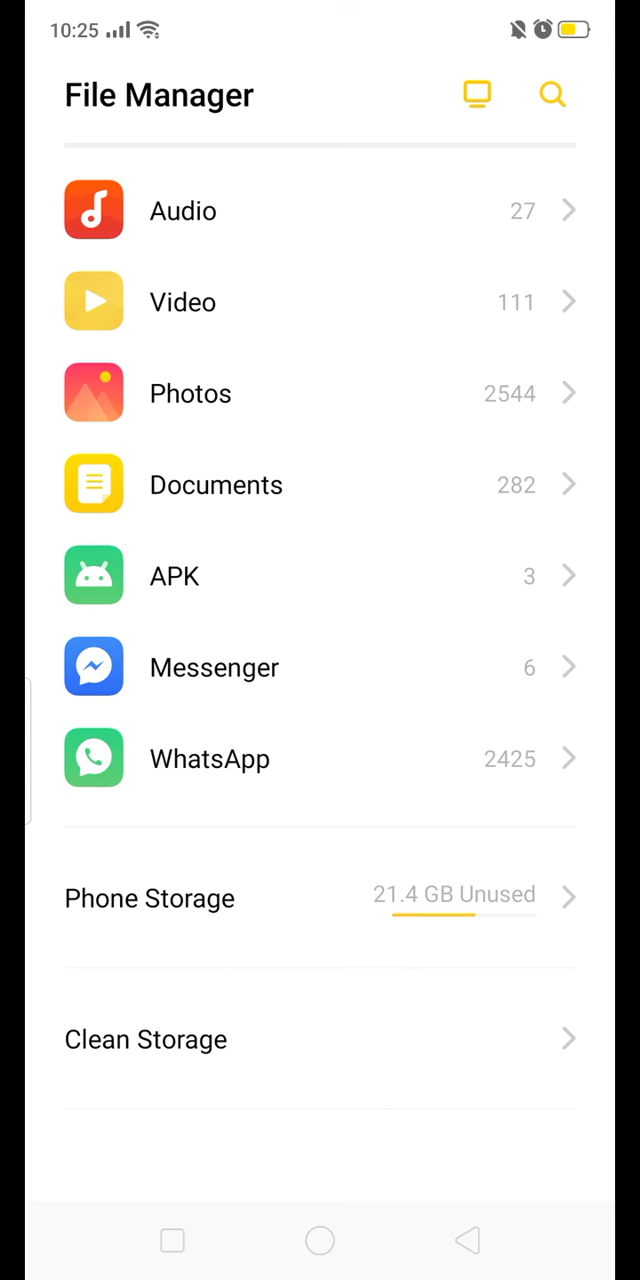 10:25
File Manager
Audio 27
Video 111
Photos 2544
Documents 282
APK 3
Messenger 6
WhatsApp 2425
Phone Storage 21.4 GB Unused
Clean Storage